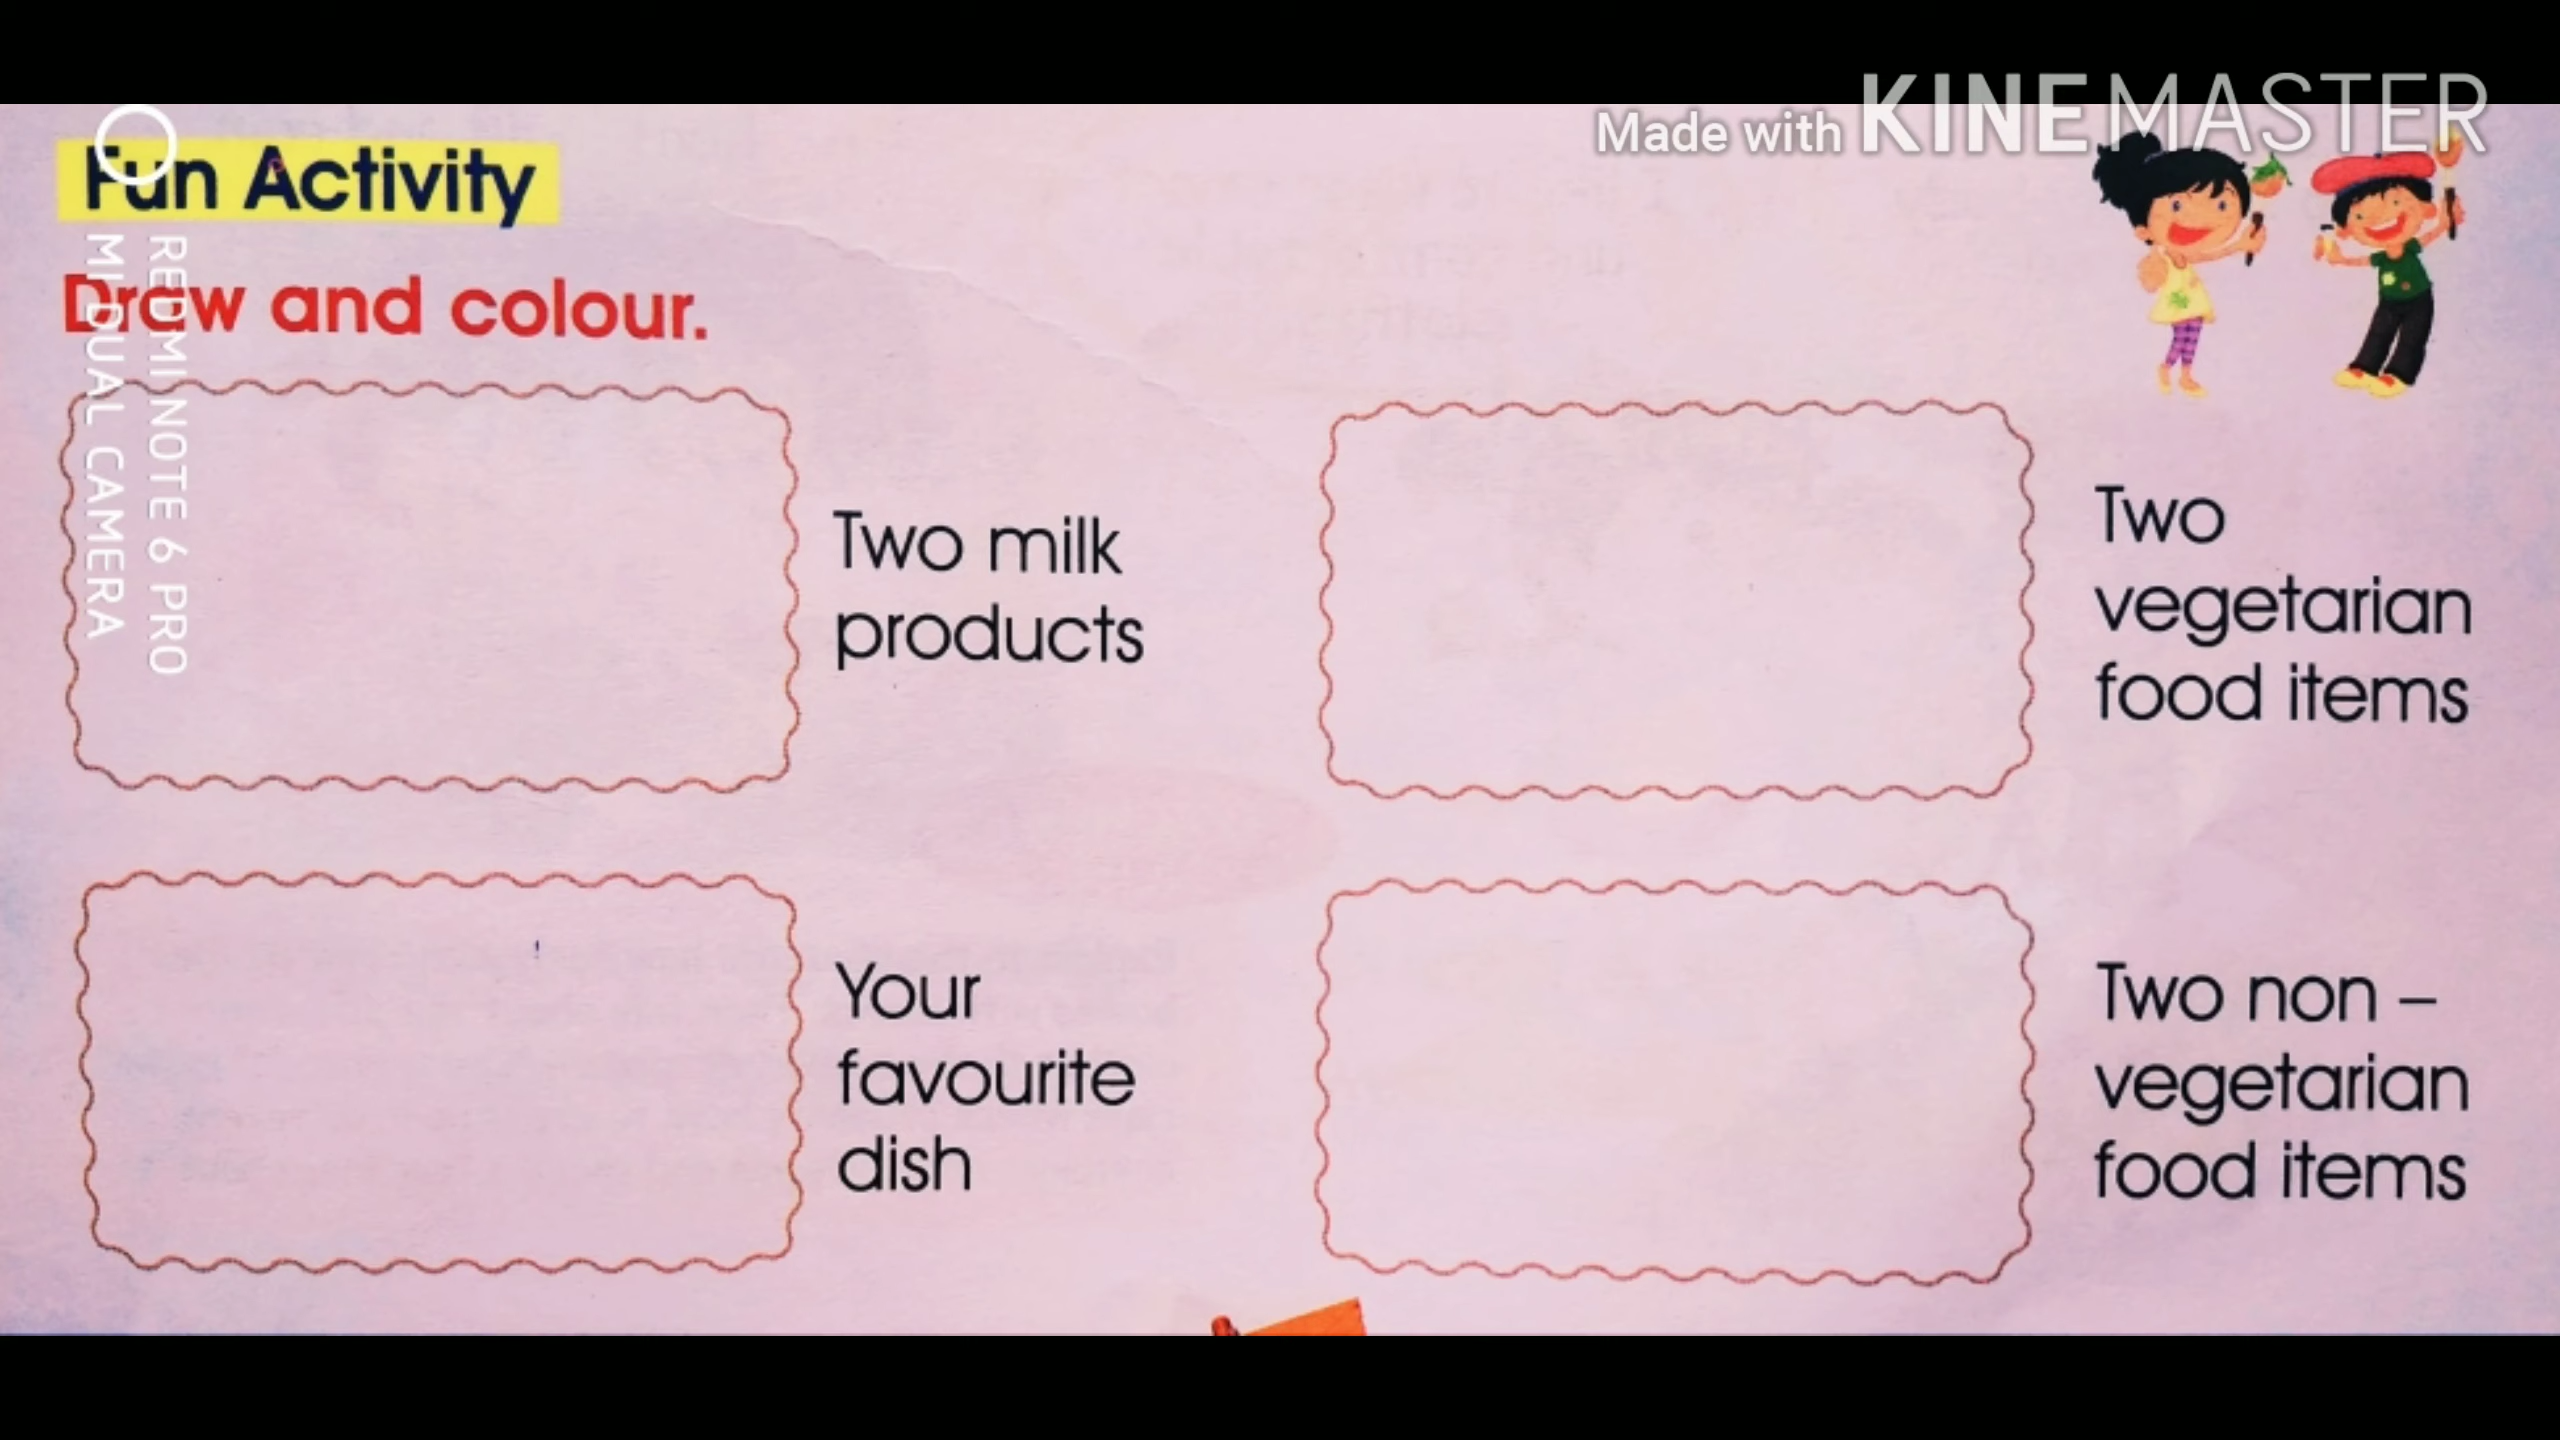 Made with KINEMASTER
Fun Activity
Draw and colour.
REDMI NOTE 6 PRO
MI DUAL CAMERA
Two milk
products
Two
vegetarian
food items
Your
favourite
dish
Two non –
vegetarian
food items